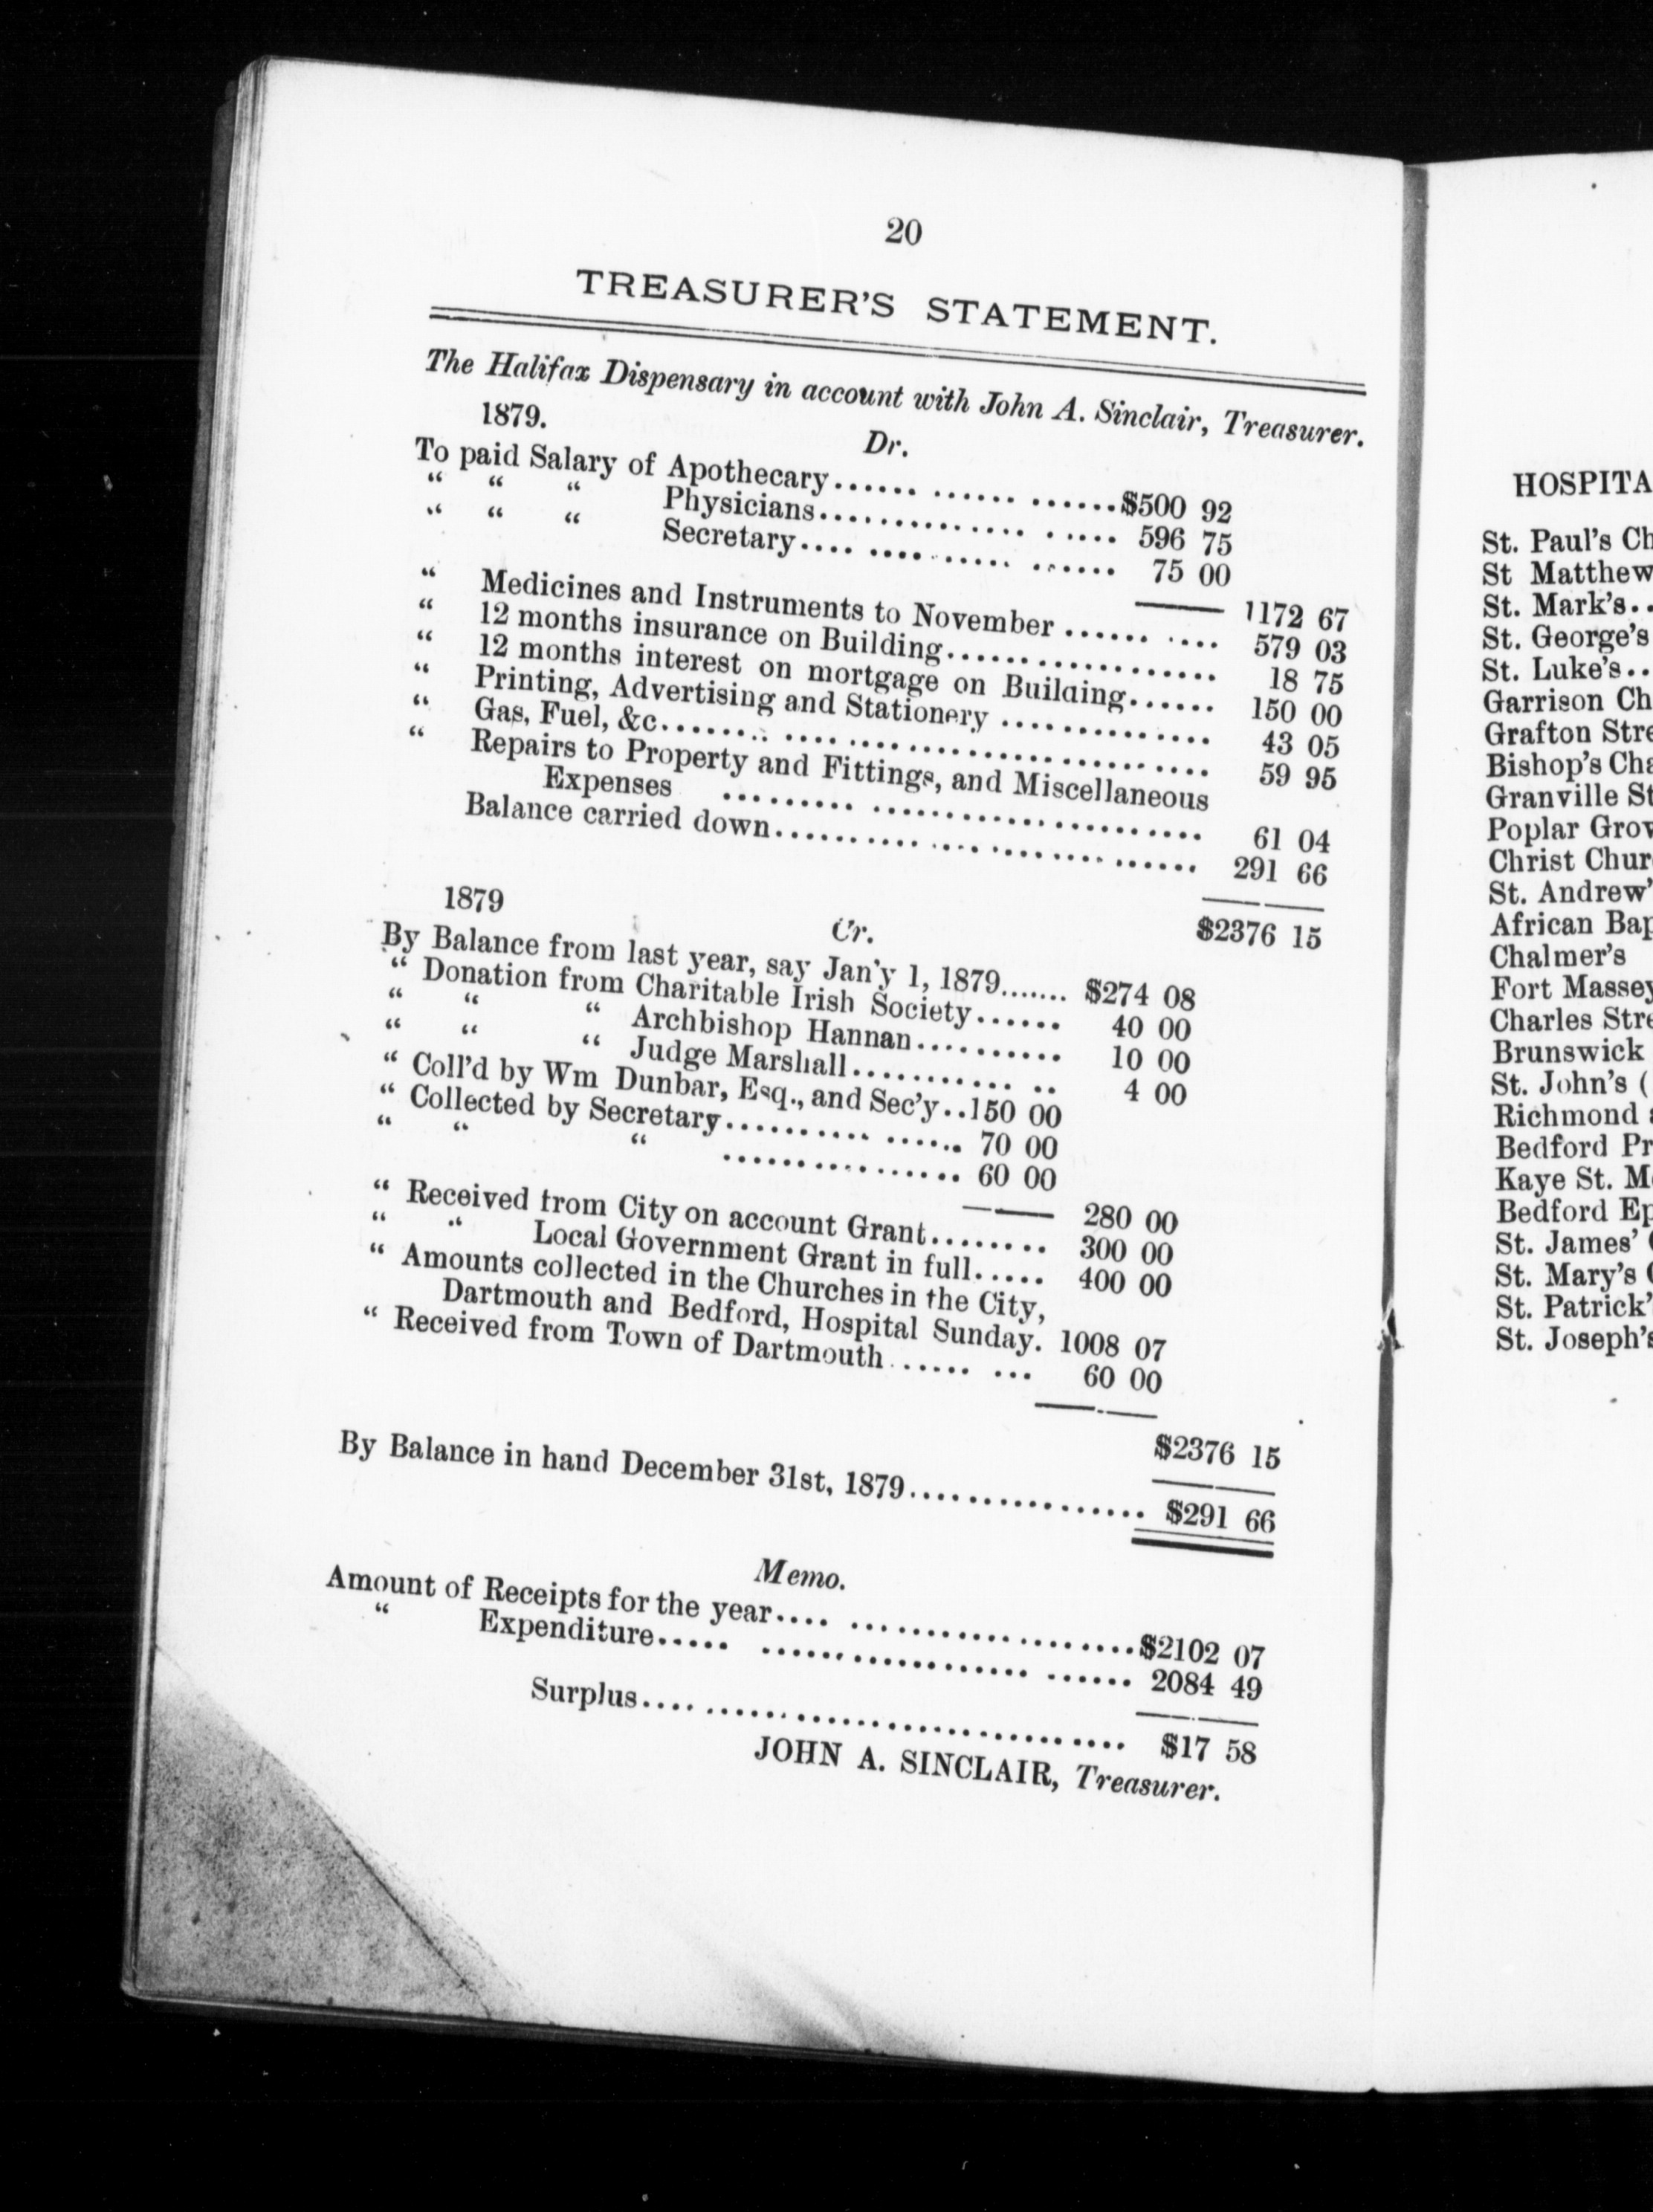 20
TREASURER'S STATEMENT.
The Halifax Dispensary in account with John A. Sinclair, Treasurer.
1879.
Dr.
To paid Salary of Apothecary...... ...... ......$500 92
“ “ “ Physicians............... ..... 596 75
“ “ “ Secretary.... .... ...... ...... 75 00
1172 67
“ Medicines and Instruments to November ...... .... 579 03
“ 12 months insurance on Building................... 18 75
“ 12 months interest on mortgage on Building...... 150 00
“ Printing, Advertising and Stationery .............. 43 05
“ Gas, Fuel, &c........ .... .... .................... .... 59 95
“ Repairs to Property and Fittings, and Miscellaneous
Expenses ......... ...................... 61 04
Balance carried down.......... .... ........ ...... 291 66
$2376 15
1879
Cr.
By Balance from last year, say Jan'y 1, 1879....... $274 08
“ Donation from Charitable Irish Society...... 40 00
“ “ “ Archbishop Hannan.......... 10 00
“ “ “ Judge Marshall........... .. 4 00
“ Coll'd by Wm Dunbar, Esq., and Sec'y..150 00
“ Collected by Secretary.......... ...... 70 00
“ “ “ ................ 60 00
280 00
“ Received from City on account Grant........ 300 00
“ “ Local Government Grant in full..... 400 00
“ Amounts collected in the Churches in the City,
Dartmouth and Bedford, Hospital Sunday. 1008 07
“ Received from Town of Dartmouth ...... ... 60 00
$2376 15
By Balance in hand December 31st, 1879................ $291 66
Memo.
Amount of Receipts for the year.... ...................$2102 07
“ Expenditure..... .................. ...... 2084 49
Surplus.... ............................ $17 58
JOHN A. SINCLAIR, Treasurer.
HOSPITA
St. Paul's Ch
St Matthew
St. Mark's..
St. George's
St. Luke's..
Garrison Ch
Grafton Stre
Bishop's Cha
Granville St
Poplar Grov
Christ Chur
St. Andrew'
African Bap
Chalmer's
Fort Massey
Charles Stre
Brunswick
St. John's (
Richmond
Bedford Pr
Kaye St. M
Bedford Ep
St. James'
St. Mary's
St. Patrick'
St. Joseph's